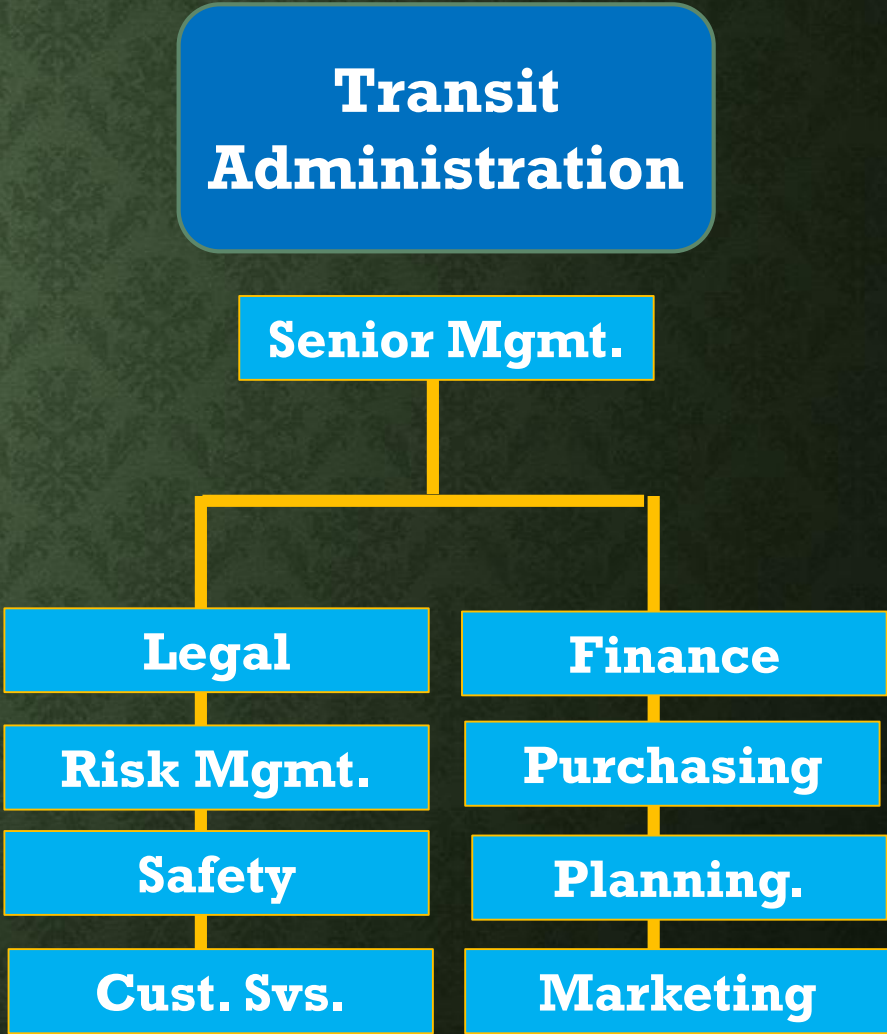 Transit
Administration
Senior Mgmt.
Legal
Finance
Risk Mgmt.
Purchasing
Safety
Planning.
Cust. Svs.
Marketing